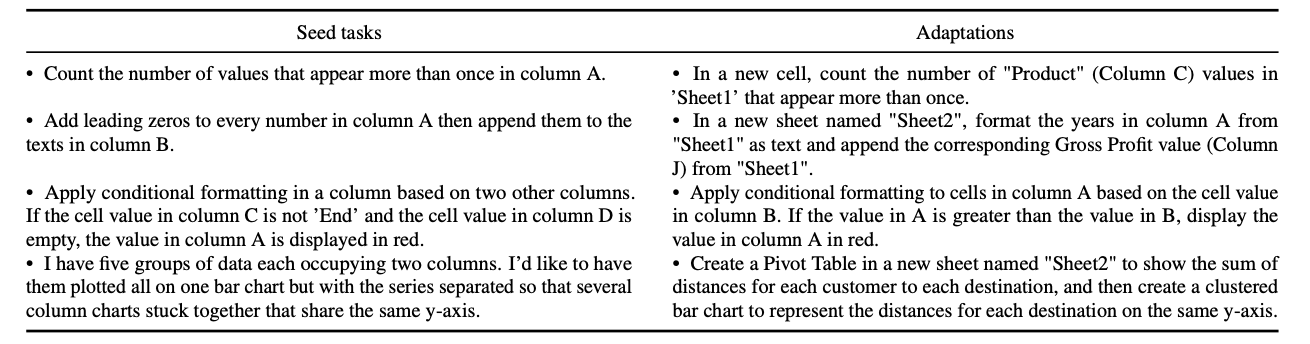 Seed tasks
Adaptations
• Count the number of values that appear more than once in column A.
• In a new cell, count the number of "Product" (Column C) values in
’Sheet1’ that appear more than once.
• Add leading zeros to every number in column A then append them to the
texts in column B.
• In a new sheet named "Sheet2", format the years in column A from
"Sheet1" as text and append the corresponding Gross Profit value (Column
J) from "Sheet1".
• Apply conditional formatting in a column based on two other columns.
If the cell value in column C is not ’End’ and the cell value in column D is
empty, the value in column A is displayed in red.
• Apply conditional formatting to cells in column A based on the cell value
in column B. If the value in A is greater than the value in B, display the
value in column A in red.
• I have five groups of data each occupying two columns. I’d like to have
them plotted all on one bar chart but with the series separated so that several
column charts stuck together that share the same y-axis.
• Create a Pivot Table in a new sheet named "Sheet2" to show the sum of
distances for each customer to each destination, and then create a clustered
bar chart to represent the distances for each destination on the same y-axis.